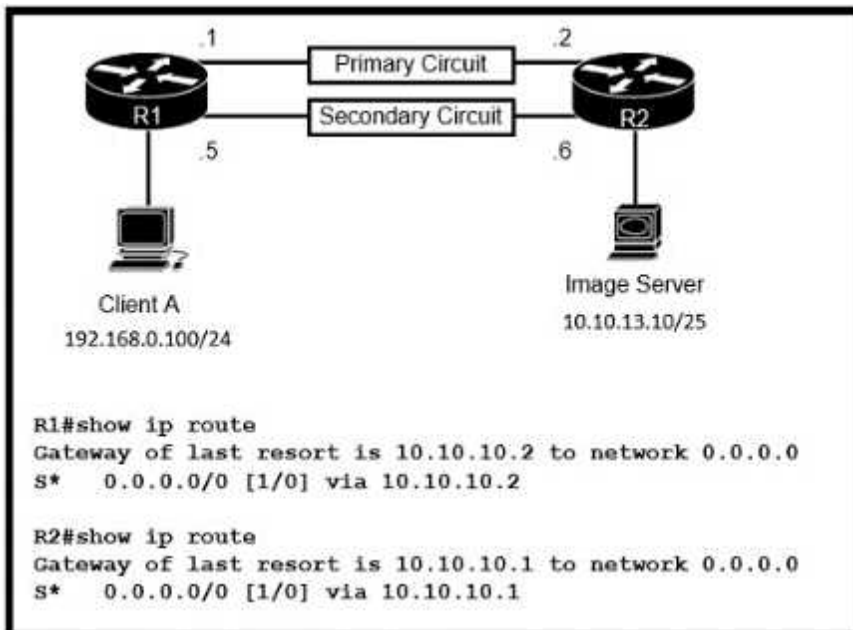 .1
.2
Primary Circuit
R1
Secondary Circuit
R2
.5
.6
Client A
192.168.0.100/24
Image Server
10.10.13.10/25
R1#show ip route
Gateway of last resort is 10.10.10.2 to network 0.0.0.0
S*   0.0.0.0/0 [1/0] via 10.10.10.2
R2#show ip route
Gateway of last resort is 10.10.10.1 to network 0.0.0.0
S*   0.0.0.0/0 [1/0] via 10.10.10.1